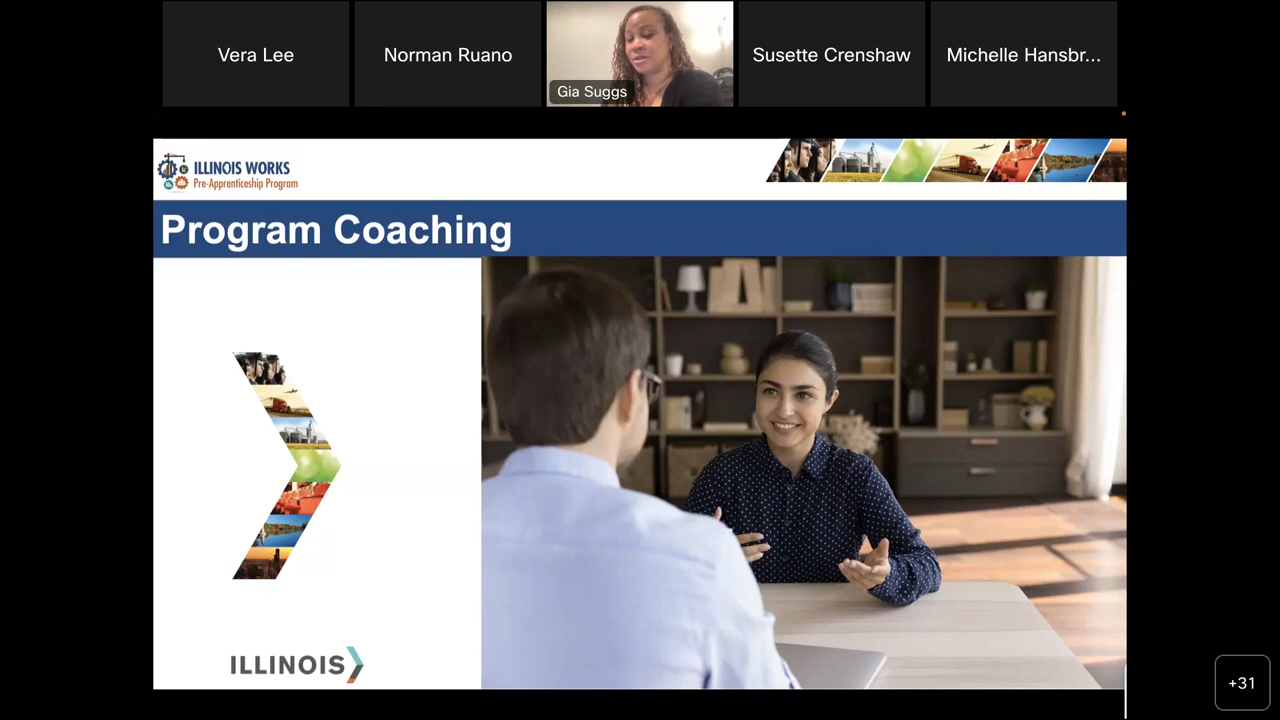 Vera Lee
Norman Ruano
Gia Suggs
Susette Crenshaw
Michelle Hansbr...
ILLINOIS WORKS
Pre-Apprenticeship Program
Program Coaching
ILLINOIS
+31